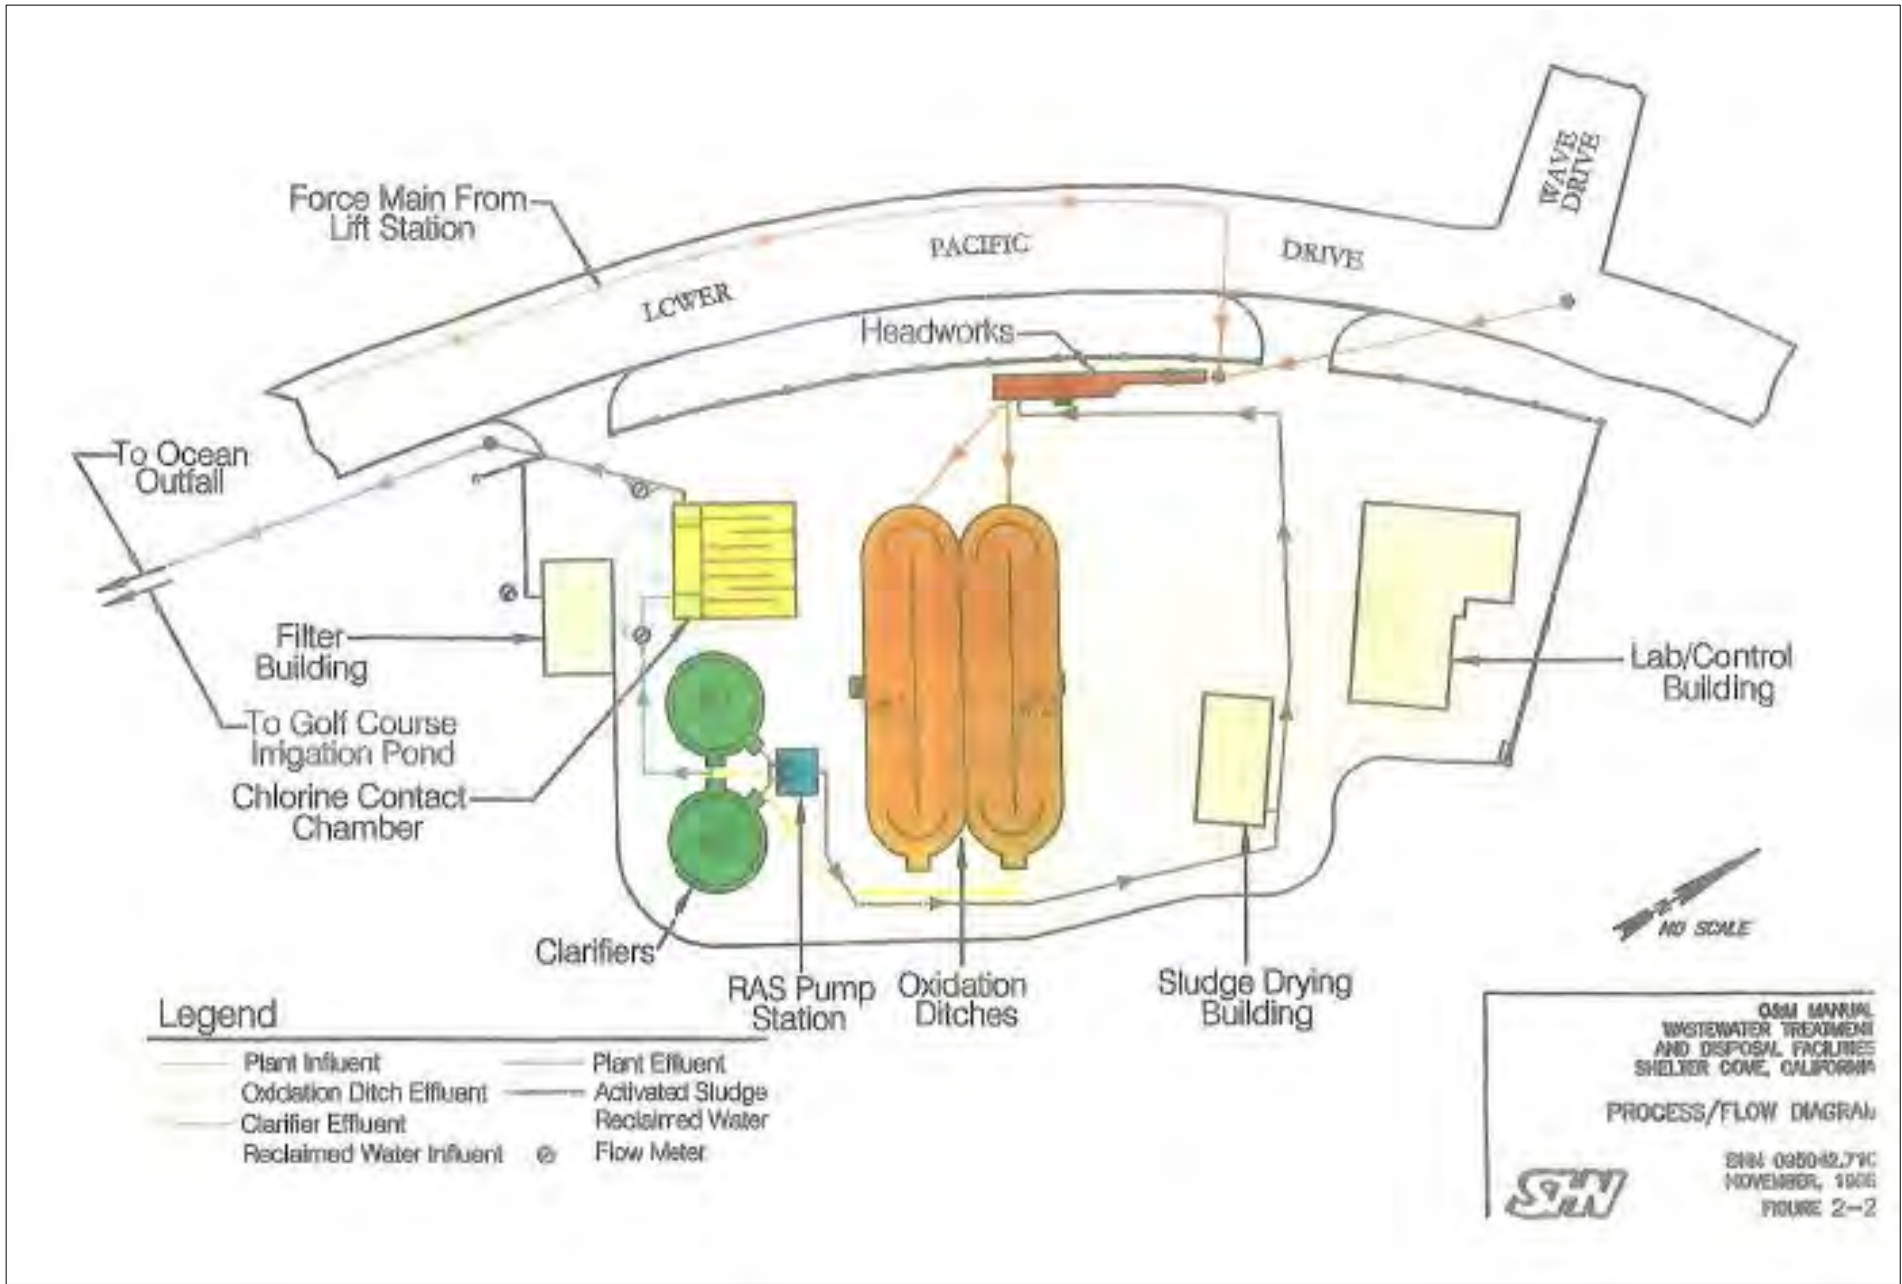 WAVE
DRIVE
Force Main From
Lift Station
PACIFIC
DRIVE
LOWER
Headworks
To Ocean
Outfall
Filter
Building
Lab/Control
Building
To Golf Course
Irrigation Pond
Chlorine Contact
Chamber
Clarifiers
RAS Pump
Station
Oxidation
Ditches
Sludge Drying
Building
NO SCALE
Legend
Plant Influent
Plant Effluent
Oxidation Ditch Effluent
Activated Sludge
Clarifier Effluent
Reclaimed Water
Reclaimed Water Influent
Flow Meter
O&M MANUAL
WASTEWATER TREATMENT
AND DISPOSAL FACILITIES
SHELTER COVE, CALIFORNIA
PROCESS/FLOW DIAGRAM
SHN
NOVEMBER,
FIGURE 2-2
SHN